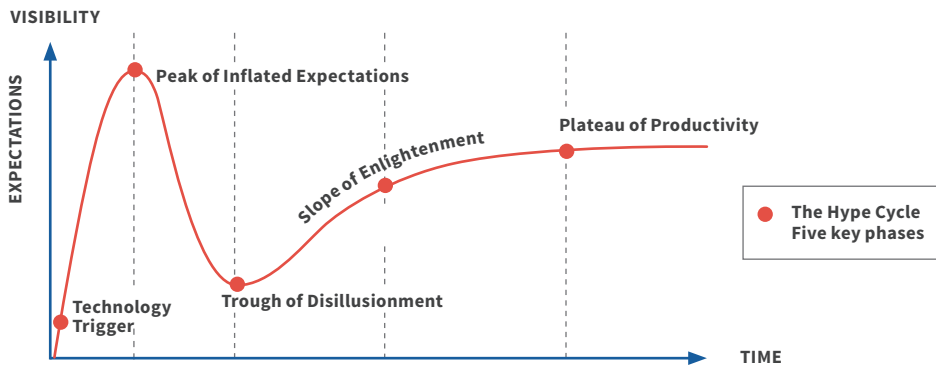 VISIBILITY
EXPECTATIONS
Peak of Inflated Expectations
Plateau of Productivity
Slope of Enlightenment
The Hype Cycle
Five key phases
Trough of Disillusionment
Technology
Trigger
TIME